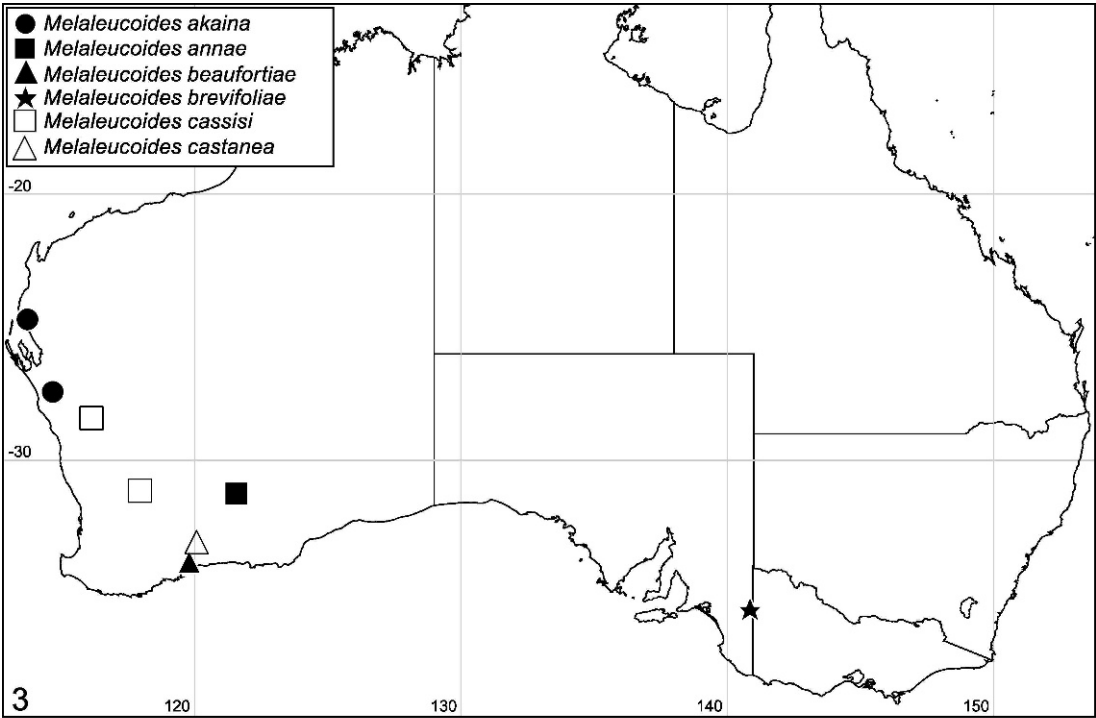 Melaleucoides akaina
Melaleucoides annae
Melaleucoides beaufortiae
Melaleucoides brevifoliae
Melaleucoides cassisi
Melaleucoides castanea
-20
-30
3
120
130
140
150